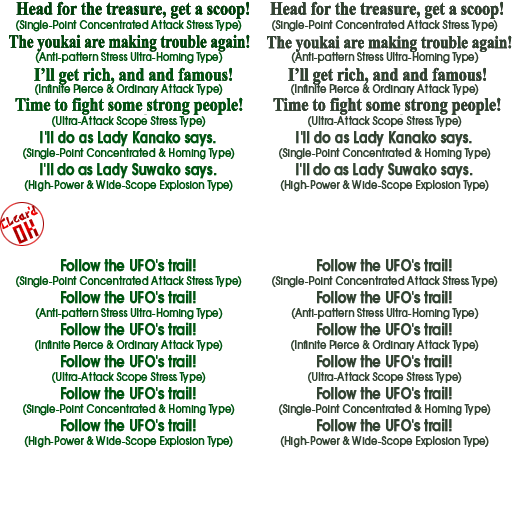 Head for the treasure, get a scoop!
(Single-Point Concentrated Attack Stress Type)
The youkai are making trouble again!
(Anti-pattern Stress Ultra-Homing Type)
I'll get rich, and and famous!
(Infinite Pierce & Ordinary Attack Type)
Time to fight some strong people!
(Ultra-Attack Scope Stress Type)
I'll do as Lady Kanako says.
(Single-Point Concentrated & Homing Type)
I'll do as Lady Suwako says.
(High-Power & Wide-Scope Explosion Type)
Head for the treasure, get a scoop!
(Single-Point Concentrated Attack Stress Type)
The youkai are making trouble again!
(Anti-pattern Stress Ultra-Homing Type)
I'll get rich, and and famous!
(Infinite Pierce & Ordinary Attack Type)
Time to fight some strong people!
(Ultra-Attack Scope Stress Type)
I'll do as Lady Kanako says.
(Single-Point Concentrated & Homing Type)
I'll do as Lady Suwako says.
(High-Power & Wide-Scope Explosion Type)
CLear'd
OK
Follow the UFO's trail!
(Single-Point Concentrated Attack Stress Type)
Follow the UFO's trail!
(Anti-pattern Stress Ultra-Homing Type)
Follow the UFO's trail!
(Infinite Pierce & Ordinary Attack Type)
Follow the UFO's trail!
(Ultra-Attack Scope Stress Type)
Follow the UFO's trail!
(Single-Point Concentrated & Homing Type)
Follow the UFO's trail!
(High-Power & Wide-Scope Explosion Type)
Follow the UFO's trail!
(Single-Point Concentrated Attack Stress Type)
Follow the UFO's trail!
(Anti-pattern Stress Ultra-Homing Type)
Follow the UFO's trail!
(Infinite Pierce & Ordinary Attack Type)
Follow the UFO's trail!
(Ultra-Attack Scope Stress Type)
Follow the UFO's trail!
(Single-Point Concentrated & Homing Type)
Follow the UFO's trail!
(High-Power & Wide-Scope Explosion Type)